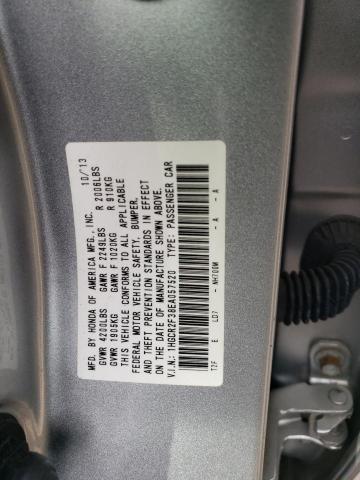 MFD. BY HONDA OF AMERICA MFG., INC. 10/13
GVWR 4200LBS GAWR F 2249LBS R 2006LBS
GVWR 1905KG GAWR F 1020KG R 910KG
THIS VEHICLE CONFORMS TO ALL APPLICABLE
FEDERAL MOTOR VEHICLE SAFETY, BUMPER,
AND THEFT PREVENTION STANDARDS IN EFFECT
ON THE DATE OF MANUFACTURE SHOWN ABOVE.
V.I.N.: 1HGCR2F38EA057520 TYPE: PASSENGER CAR
T2F E LD7 - NH700M - A - A